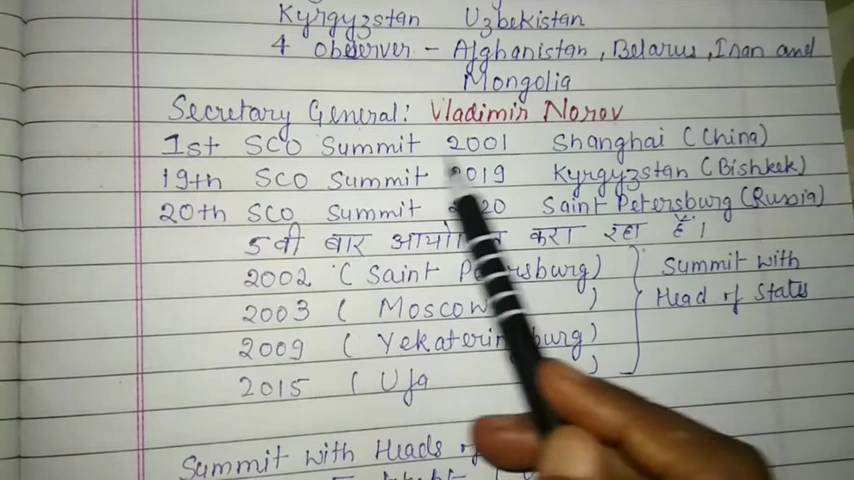 Kyrgyzstan Uzbekistan
4 Observer - Afghanistan, Belarus, Iran and
Mongolia
Secretary General: Vladimir Norov
1st SCO Summit 2001 Shanghai (China)
19th SCO Summit 2019 Kyrgyzstan (Bishkek)
20th SCO Summit 2020 Saint Petersburg (Russia)
5वी बार करा रहा है।
2002 (Saint Petersburg)
2003 (Moscow)
2009 (Yekaterinburg)
2015 (Ufa)
Summit with
Head of States
Summit with Heads